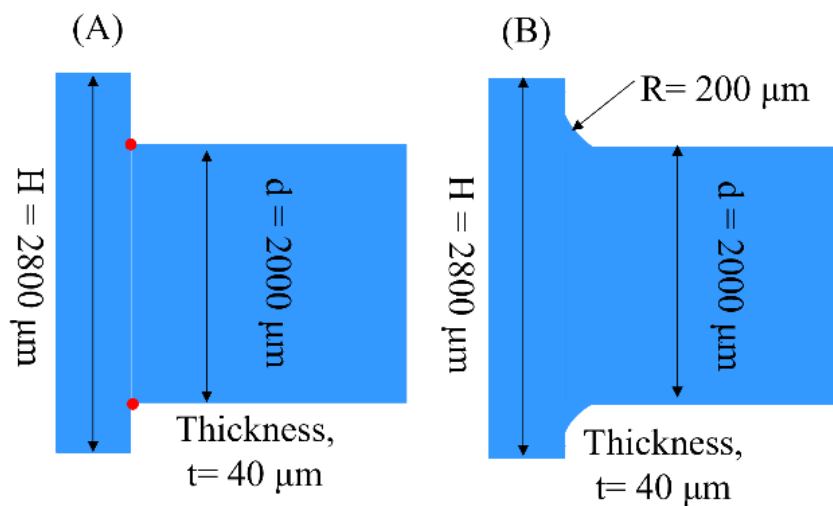 (A)
H = 2800 μm
d = 2000 μm
Thickness,
t= 40 μm
(B)
R= 200 μm
H = 2800 μm
d = 2000 μm
Thickness,
t= 40 μm